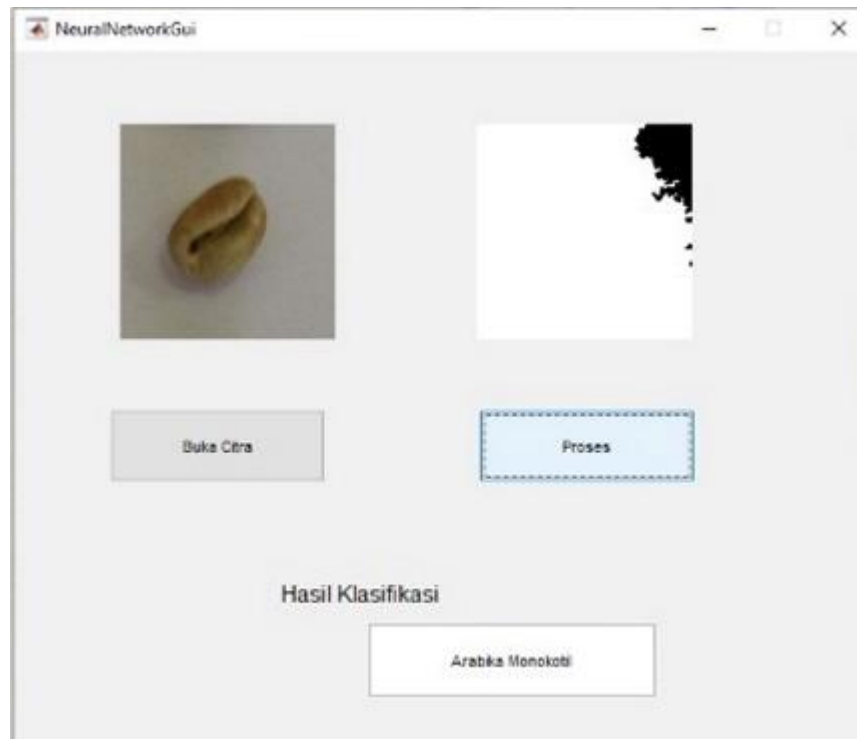 NeuralNetworkGui
Buka Citra
Proses
Hasil Klasifikasi
Arabika Monokotil